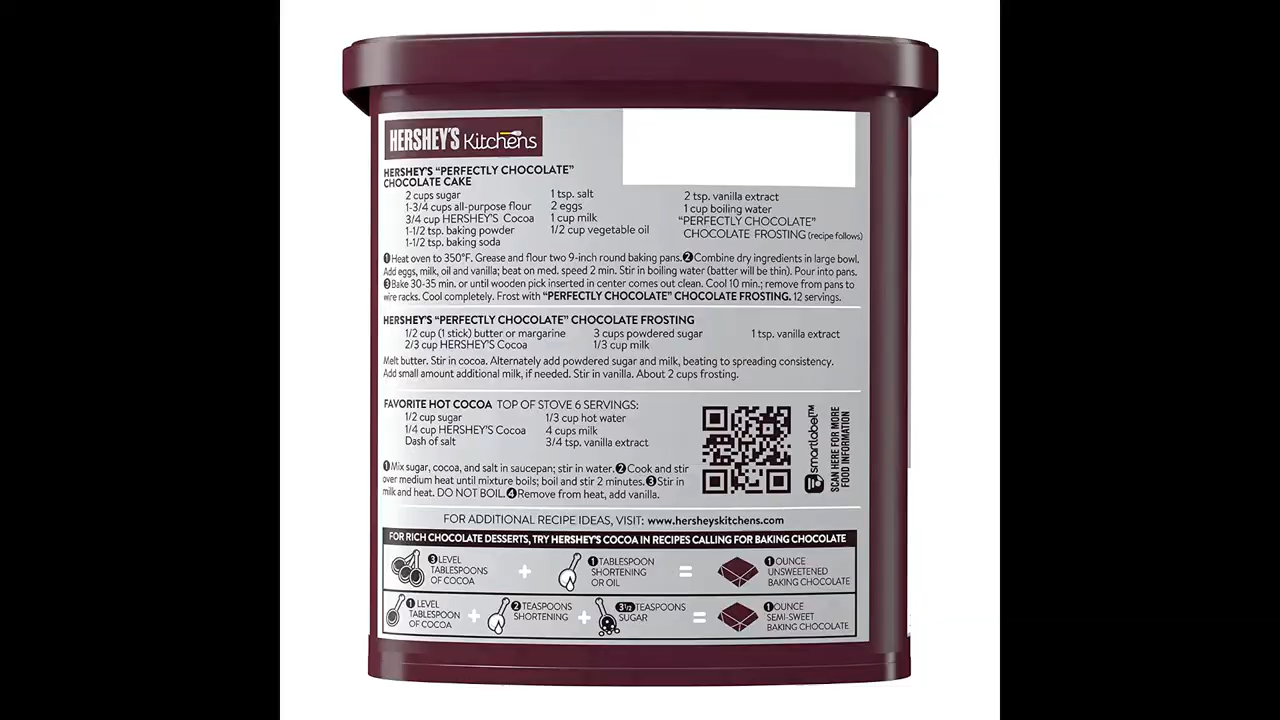 HERSHEY'S Kitchens
HERSHEY'S "PERFECTLY CHOCOLATE"
CHOCOLATE CAKE
2 cups sugar
1-3/4 cups all-purpose flour
3/4 cup HERSHEY'S Cocoa
1-1/2 tsp. baking powder
1-1/2 tsp. baking soda
1 tsp. salt
2 eggs
1 cup milk
1/2 cup vegetable oil
2 tsp. vanilla extract
1 cup boiling water
"PERFECTLY CHOCOLATE"
CHOCOLATE FROSTING (recipe follows)
1 Heat oven to 350°F. Grease and flour two 9-inch round baking pans. 2 Combine dry ingredients in large bowl.
Add eggs, milk, oil and vanilla; beat on med. speed 2 min. Stir in boiling water (batter will be thin). Pour into pans.
3 Bake 30-35 min. or until wooden pick inserted in center comes out clean. Cool 10 min.; remove from pans to
wire racks. Cool completely. Frost with "PERFECTLY CHOCOLATE" CHOCOLATE FROSTING. 12 servings.
HERSHEY'S "PERFECTLY CHOCOLATE" CHOCOLATE FROSTING
1/2 cup (1 stick) butter or margarine
2/3 cup HERSHEY'S Cocoa
3 cups powdered sugar
1/3 cup milk
1 tsp. vanilla extract
Melt butter. Stir in cocoa. Alternately add powdered sugar and milk, beating to spreading consistency.
Add small amount additional milk, if needed. Stir in vanilla. About 2 cups frosting.
FAVORITE HOT COCOA TOP OF STOVE 6 SERVINGS:
1/2 cup sugar
1/4 cup HERSHEY'S Cocoa
Dash of salt
1/3 cup hot water
4 cups milk
3/4 tsp. vanilla extract
1 Mix sugar, cocoa, and salt in saucepan; stir in water. 2 Cook and stir
over medium heat until mixture boils; boil and stir 2 minutes. 3 Stir in
milk and heat. DO NOT BOIL. 4 Remove from heat, add vanilla.
smartlabel™
SCAN HERE FOR MORE
FOOD INFORMATION
FOR ADDITIONAL RECIPE IDEAS, VISIT: www.hersheyskitchens.com
FOR RICH CHOCOLATE DESSERTS, TRY HERSHEY'S COCOA IN RECIPES CALLING FOR BAKING CHOCOLATE
3 LEVEL
TABLESPOONS
OF COCOA
+
1 TABLESPOON
SHORTENING
OR OIL
=
1 OUNCE
UNSWEETENED
BAKING CHOCOLATE
1 LEVEL
TABLESPOON
OF COCOA
+
2 TEASPOONS
SHORTENING
+
3 1/2 TEASPOONS
SUGAR
=
1 OUNCE
SEMI-SWEET
BAKING CHOCOLATE